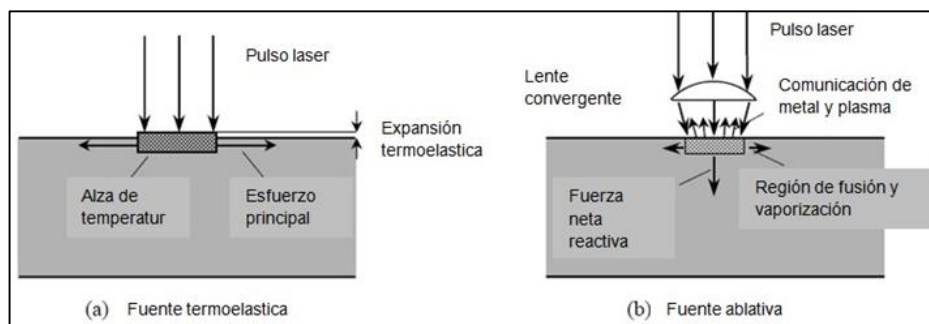 Pulso laser
Expansión
termoelastica
Alza de
temperatur
Esfuerzo
principal
(a) Fuente termoelastica
Pulso laser
Lente
convergente
Comunicación de
metal y plasma
Fuerza
neta
reactiva
Región de fusión y
vaporización
(b) Fuente ablativa